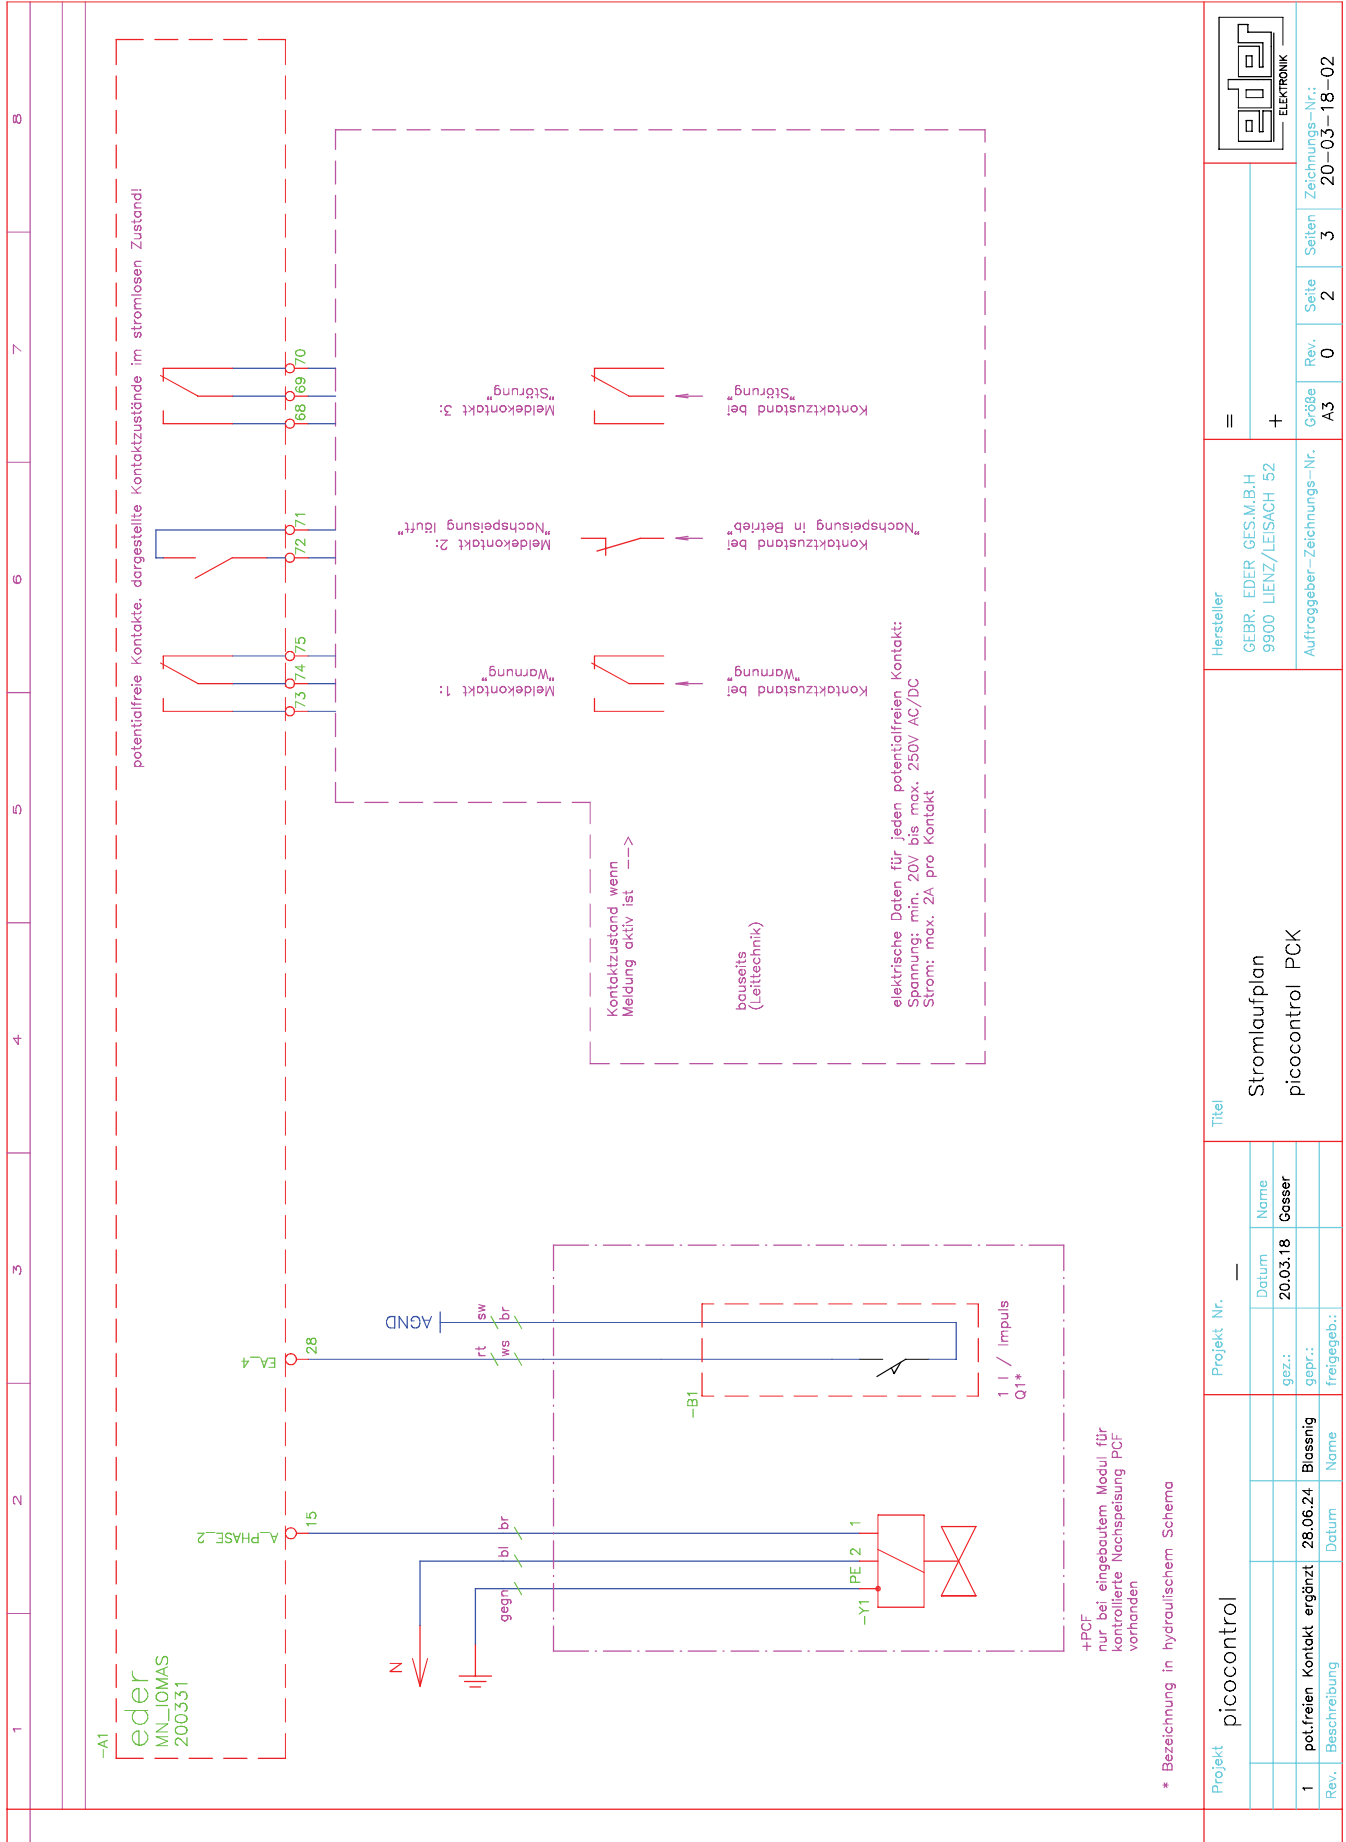 1
2
3
4
5
6
7
8
-A1
eder
MN_IOMAS
200331
potentialfreie Kontakte, dargestellte Kontaktzustände im stromlosen Zustand!
A_PHASE_2
15
EA_4
28
73
74
75
72
71
68
69
70
N
gegn
bl
br
AGND
rt
sw
ws
br
-Y1
PE
2
1
-B1
1 l / Impuls
Q1*
+PCF
nur bei eingebautem Modul für
kontrollierte Nachspeisung PCF
vorhanden
* Bezeichnung in hydraulischem Schema
Meldekontakt 1:
"Warnung"
Meldekontakt 2:
"Nachspeisung läuft"
Meldekontakt 3:
"Störung"
Kontaktzustand wenn
Meldung aktiv ist --->
Kontaktzustand bei
"Warnung"
Kontaktzustand bei
"Nachspeisung in Betrieb"
Kontaktzustand bei
"Störung"
bauseits
(Leittechnik)
elektrische Daten für jeden potentialfreien Kontakt:
Spannung: min. 20V bis max. 250V AC/DC
Strom: max. 2A pro Kontakt
Projekt
picocontrol
1 pot.freien Kontakt ergänzt 28.06.24 Blassnig
Rev. Beschreibung Datum Name
Projekt Nr. —
Datum Name
gez.: 20.03.18 Gasser
gepr.:
freigegeb.:
Titel
Stromlaufplan
picocontrol PCK
Hersteller
GEBR. EDER GES.M.B.H
9900 LIENZ/LEISACH 52
Auftraggeber-Zeichnungs-Nr.
=
+
Größe
A3
Rev.
0
Seite
2
Seiten
3
Zeichnungs-Nr.:
20-03-18-02
eder
ELEKTRONIK